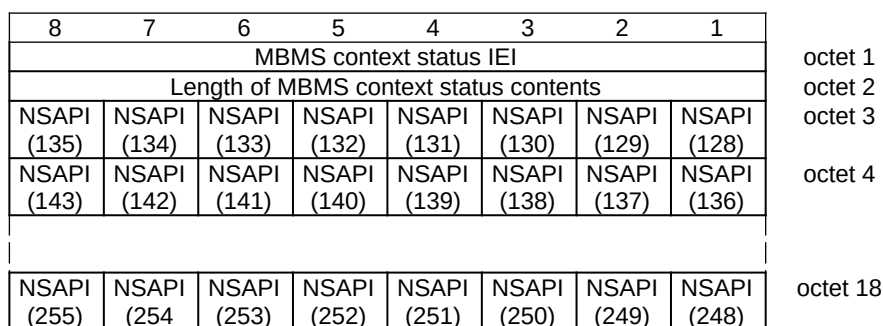 8 7 6 5 4 3 2 1
MBMS context status IEI octet 1
Length of MBMS context status contents octet 2
NSAPI NSAPI NSAPI NSAPI NSAPI NSAPI NSAPI NSAPI octet 3
(135) (134) (133) (132) (131) (130) (129) (128)
NSAPI NSAPI NSAPI NSAPI NSAPI NSAPI NSAPI NSAPI octet 4
(143) (142) (141) (140) (139) (138) (137) (136)
NSAPI NSAPI NSAPI NSAPI NSAPI NSAPI NSAPI NSAPI octet 18
(255) (254 (253) (252) (251) (250) (249) (248)